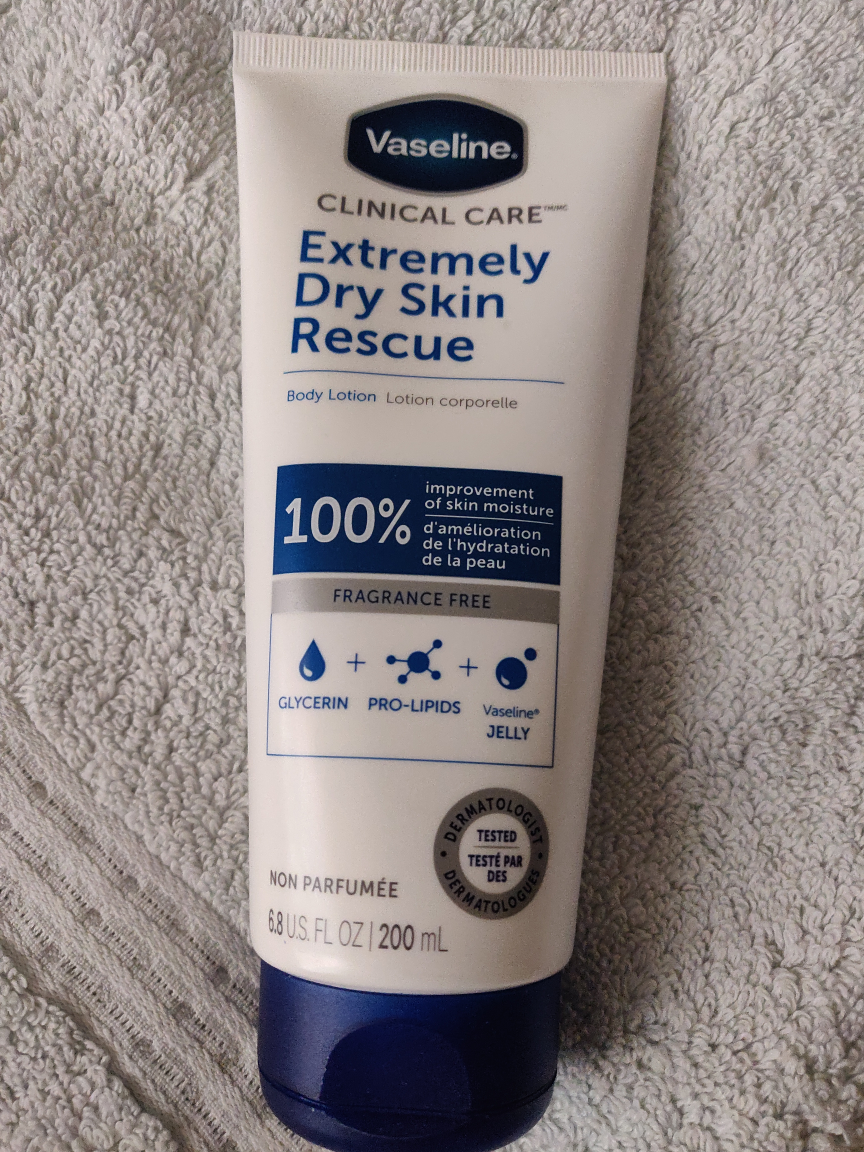 Vaseline®
CLINICAL CARE™/MC
Extremely
Dry Skin
Rescue
Body Lotion Lotion corporelle
100%
improvement
of skin moisture
d'amélioration
de l'hydratation
de la peau
FRAGRANCE FREE
GLYCERIN + PRO-LIPIDS + Vaseline®
JELLY
DERMATOLOGIST
TESTED
TESTÉ PAR
DES
DERMATOLOGUES
NON PARFUMÉE
6.8 U.S. FL OZ | 200 mL